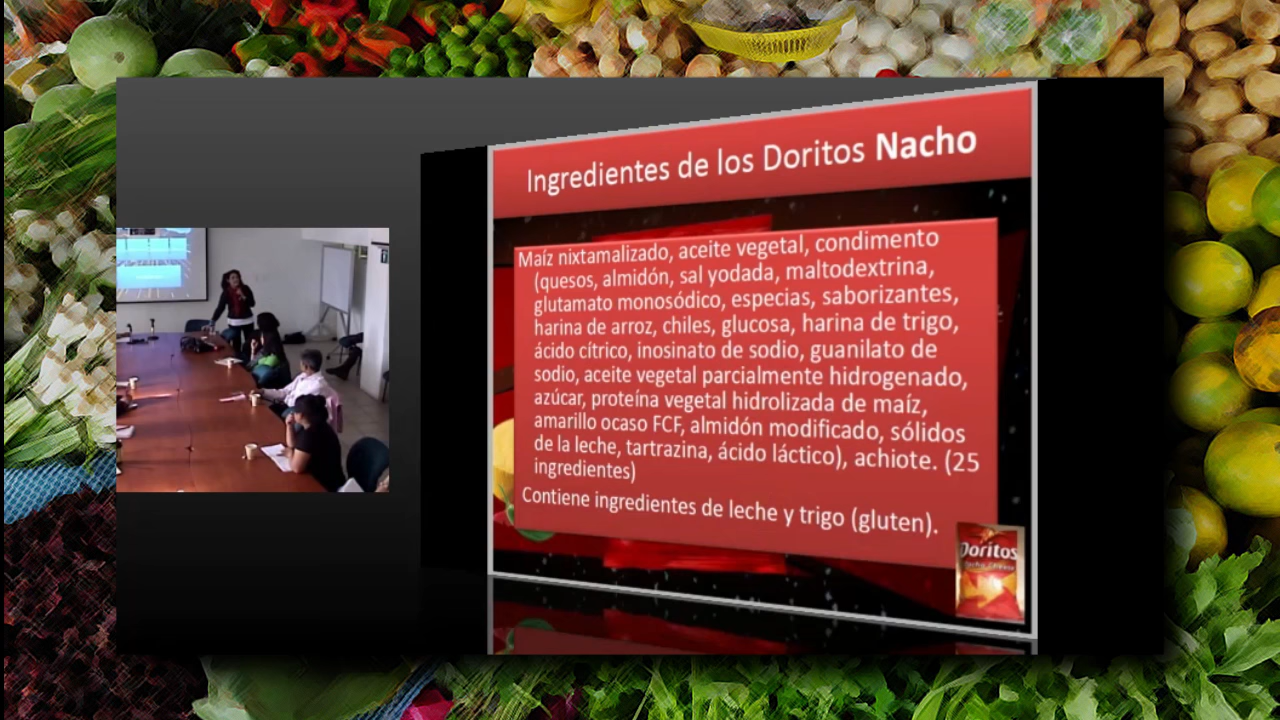 Ingredientes de los Doritos Nacho
Maíz nixtamalizado, aceite vegetal, condimento
(quesos, almidón, sal yodada, maltodextrina,
glutamato monosódico, especias, saborizantes,
harina de arroz, chiles, glucosa, harina de trigo,
ácido cítrico, inosinato de sodio, guanilato de
sodio, aceite vegetal parcialmente hidrogenado,
azúcar, proteína vegetal hidrolizada de maíz,
amarillo ocaso FCF, almidón modificado, sólidos
de la leche, tartrazina, ácido láctico), achiote. (25
ingredientes)
Contiene ingredientes de leche y trigo (gluten).
Doritos